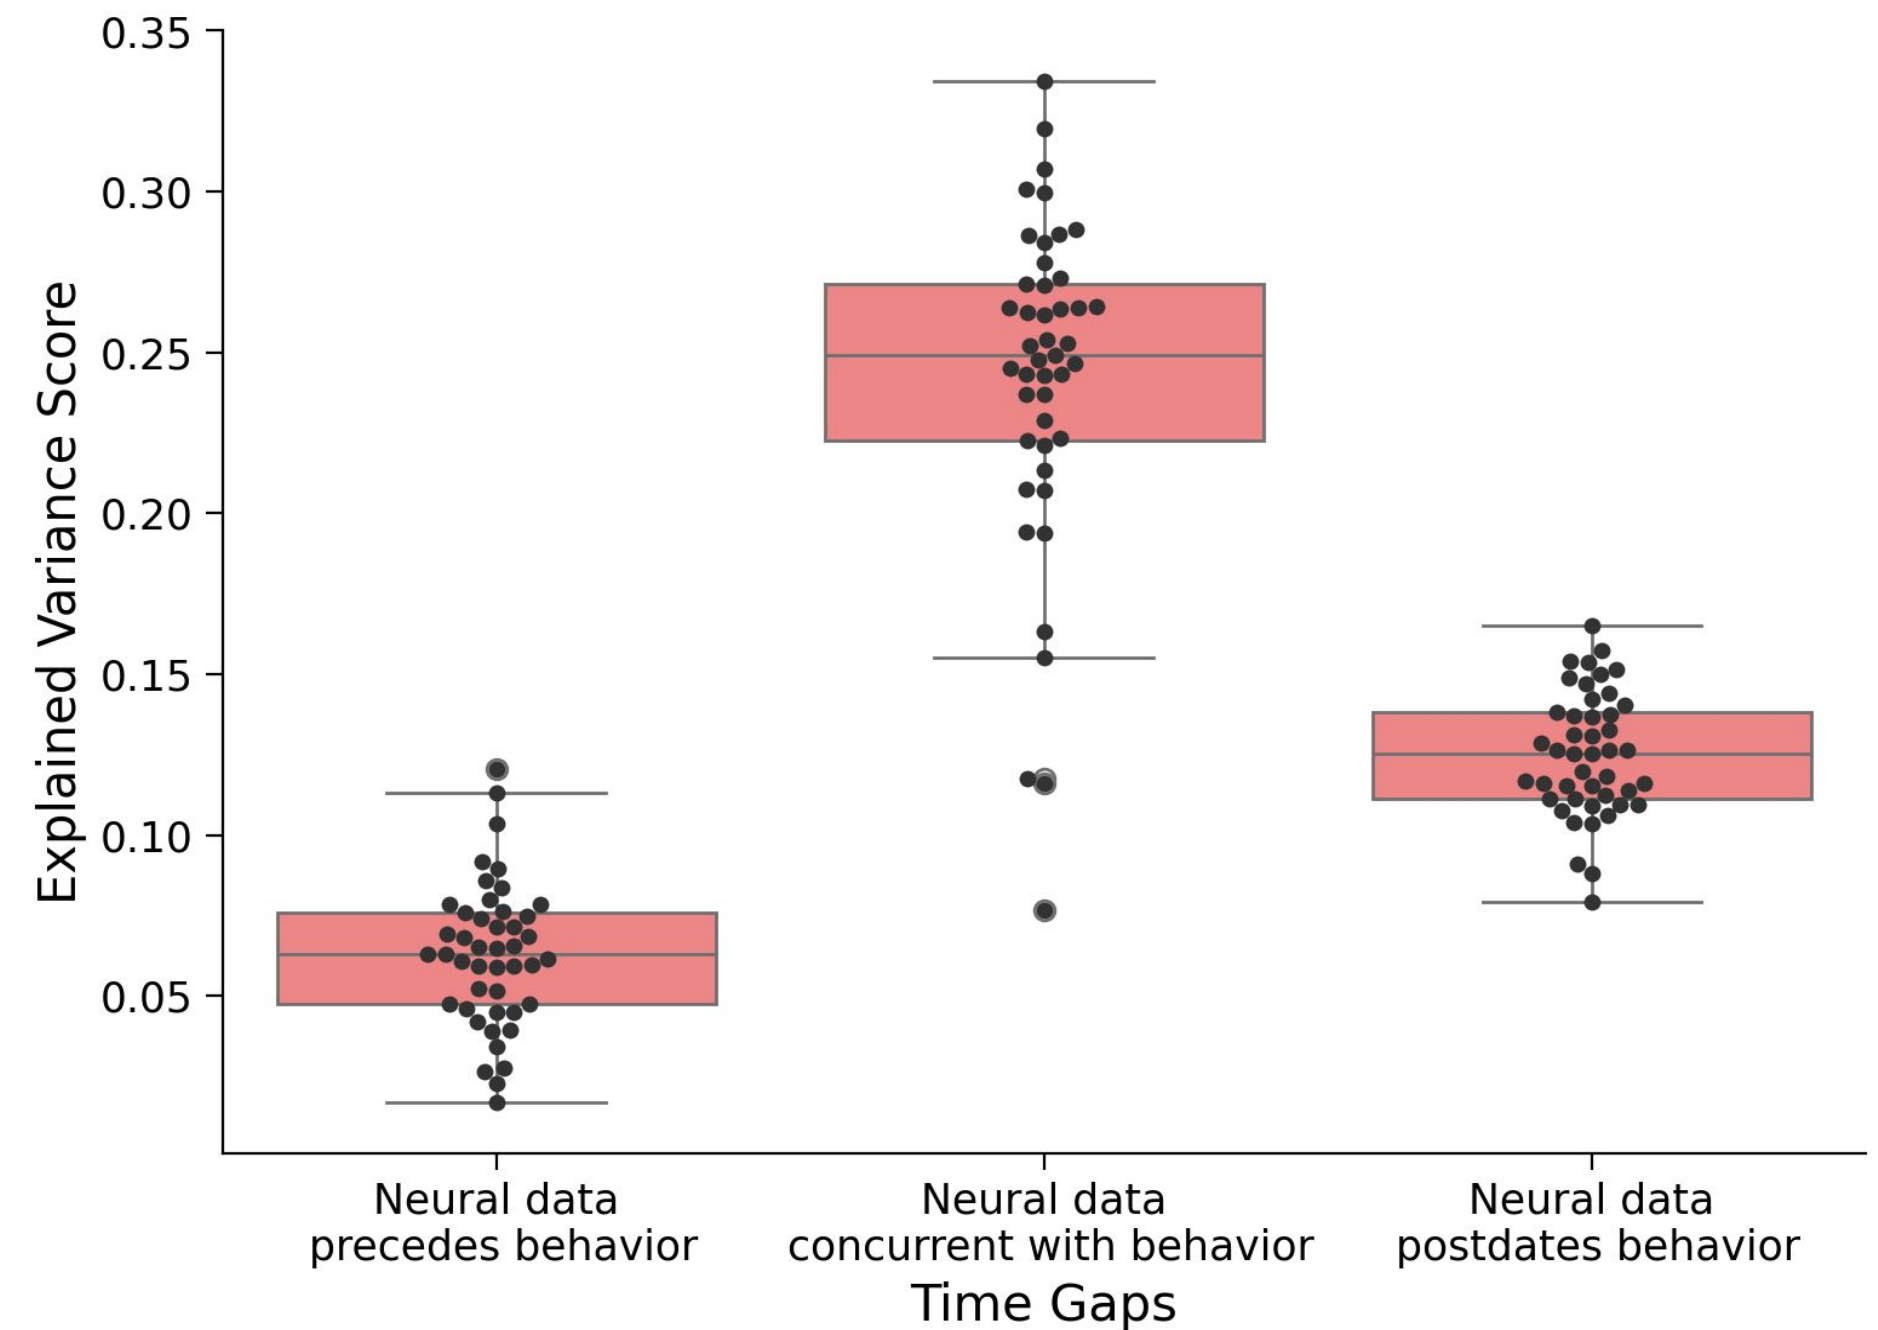 0.35
0.30
0.25
0.20
0.15
0.10
0.05
Explained Variance Score
Neural data
precedes behavior
Neural data
concurrent with behavior
Neural data
postdates behavior
Time Gaps